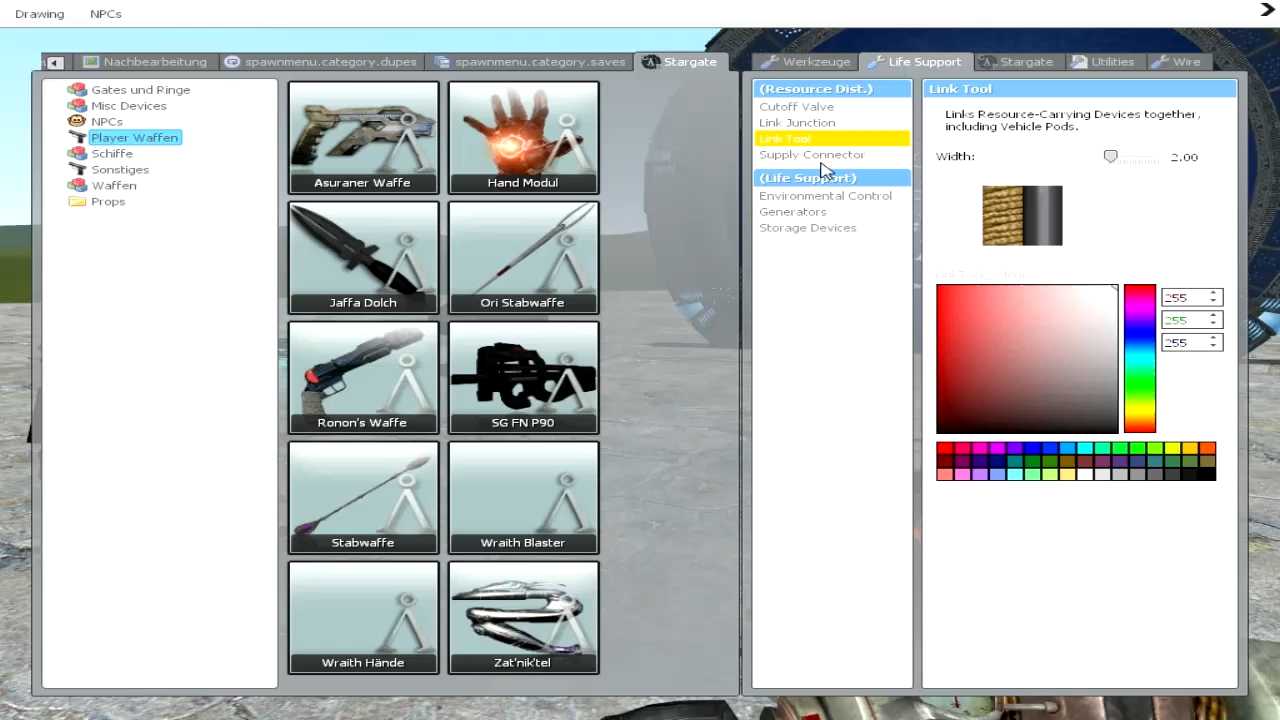 Drawing NPCs
Nachbearbeitung spawnmenu.category.dupes spawnmenu.category.saves Stargate
Gates und Ringe
Misc Devices
NPCs
Player Waffen
Schiffe
Sonstiges
Waffen
Props
Asuraner Waffe
Hand Modul
Jaffa Dolch
Ori Stabwaffe
Ronon's Waffe
SG FN P90
Stabwaffe
Wraith Blaster
Wraith Hände
Zat'nik'tel
Werkzeuge Life Support Stargate Utilities Wire
(Resource Dist.)
Cutoff Valve
Link Junction
Link Tool
Supply Connector
(Life Support)
Environmental Control
Generators
Storage Devices
Link Tool
Links Resource-Carrying Devices together,
including Vehicle Pods.
Width: 2.00
255
255
255